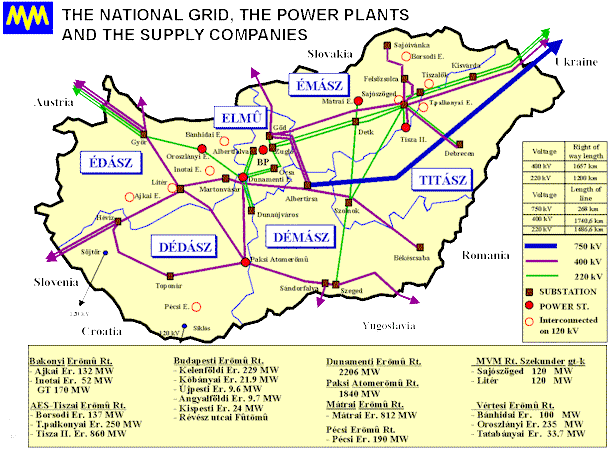 MVM
THE NATIONAL GRID, THE POWER PLANTS
AND THE SUPPLY COMPANIES
Slovakia
Ukraine
Austria
Slovenia
Croatia
Yugoslavia
Romania
ÉMÁSZ
ELMŰ
ÉDÁSZ
TITÁSZ
DÉDÁSZ
DÉMÁSZ
Sajóivánka
Borsodi E.
Kisvárda
Felsőzsolca
Tiszalök
Sajószöged
Mátrai E.
T.palkonyai E.
Göd
Detk
Tisza II.
Debrecen
Bánhidai E.
Győr
Albertfalva
Zugló
Oroszlányi E.
BP
Ócsa
Inotai E.
Dunamenti E.
Litér
Martonvásár
Albertirsa
Ajkai E.
Szolnok
Dunaújváros
Hévíz
Sőjtör
Paksi Atomerőmű
Békéscsaba
Toponár
Sándorfalva
Szeged
Pécsi E.
Siklós
120 kV
120 kV
Voltage Right of way length
400 kV 1657 km
220 kV 1200 km
Voltage Length of line
750 kV 268 km
400 kV 1740,6 km
220 kV 1486,6 km
750 kV
400 kV
220 kV
SUBSTATION
POWER ST.
Interconnected
on 120 kV
Bakonyi Erőmű Rt.
- Ajkai Er. 132 MW
- Inotai Er. 52 MW
GT 170 MW
AES-Tiszai Erőmű Rt.
- Borsodi Er. 137 MW
- T.palkonyai Er. 250 MW
- Tisza II. Er. 860 MW
Budapesti Erőmű Rt.
- Kelenföldi Er. 229 MW
- Kőbányai Er. 21.9 MW
- Újpesti Er. 9.6 MW
- Angyalföldi Er. 9,7 MW
- Kispesti Er. 24 MW
- Révész utcai Fűtőmű
Dunamenti Erőmű Rt.
2206 MW
Paksi Atomerőmű Rt.
1840 MW
Mátrai Erőmű Rt.
- Mátrai Er. 812 MW
Pécsi Erőmű Rt.
- Pécsi Er. 190 MW
MVM Rt. Szekunder gt-k
- Sajószöged 120 MW
- Litér 120 MW
Vértesi Erőmű Rt.
- Bánhidai Er. 100 MW
- Oroszlányi Er. 235 MW
- Tatabányai Er. 33.7 MW